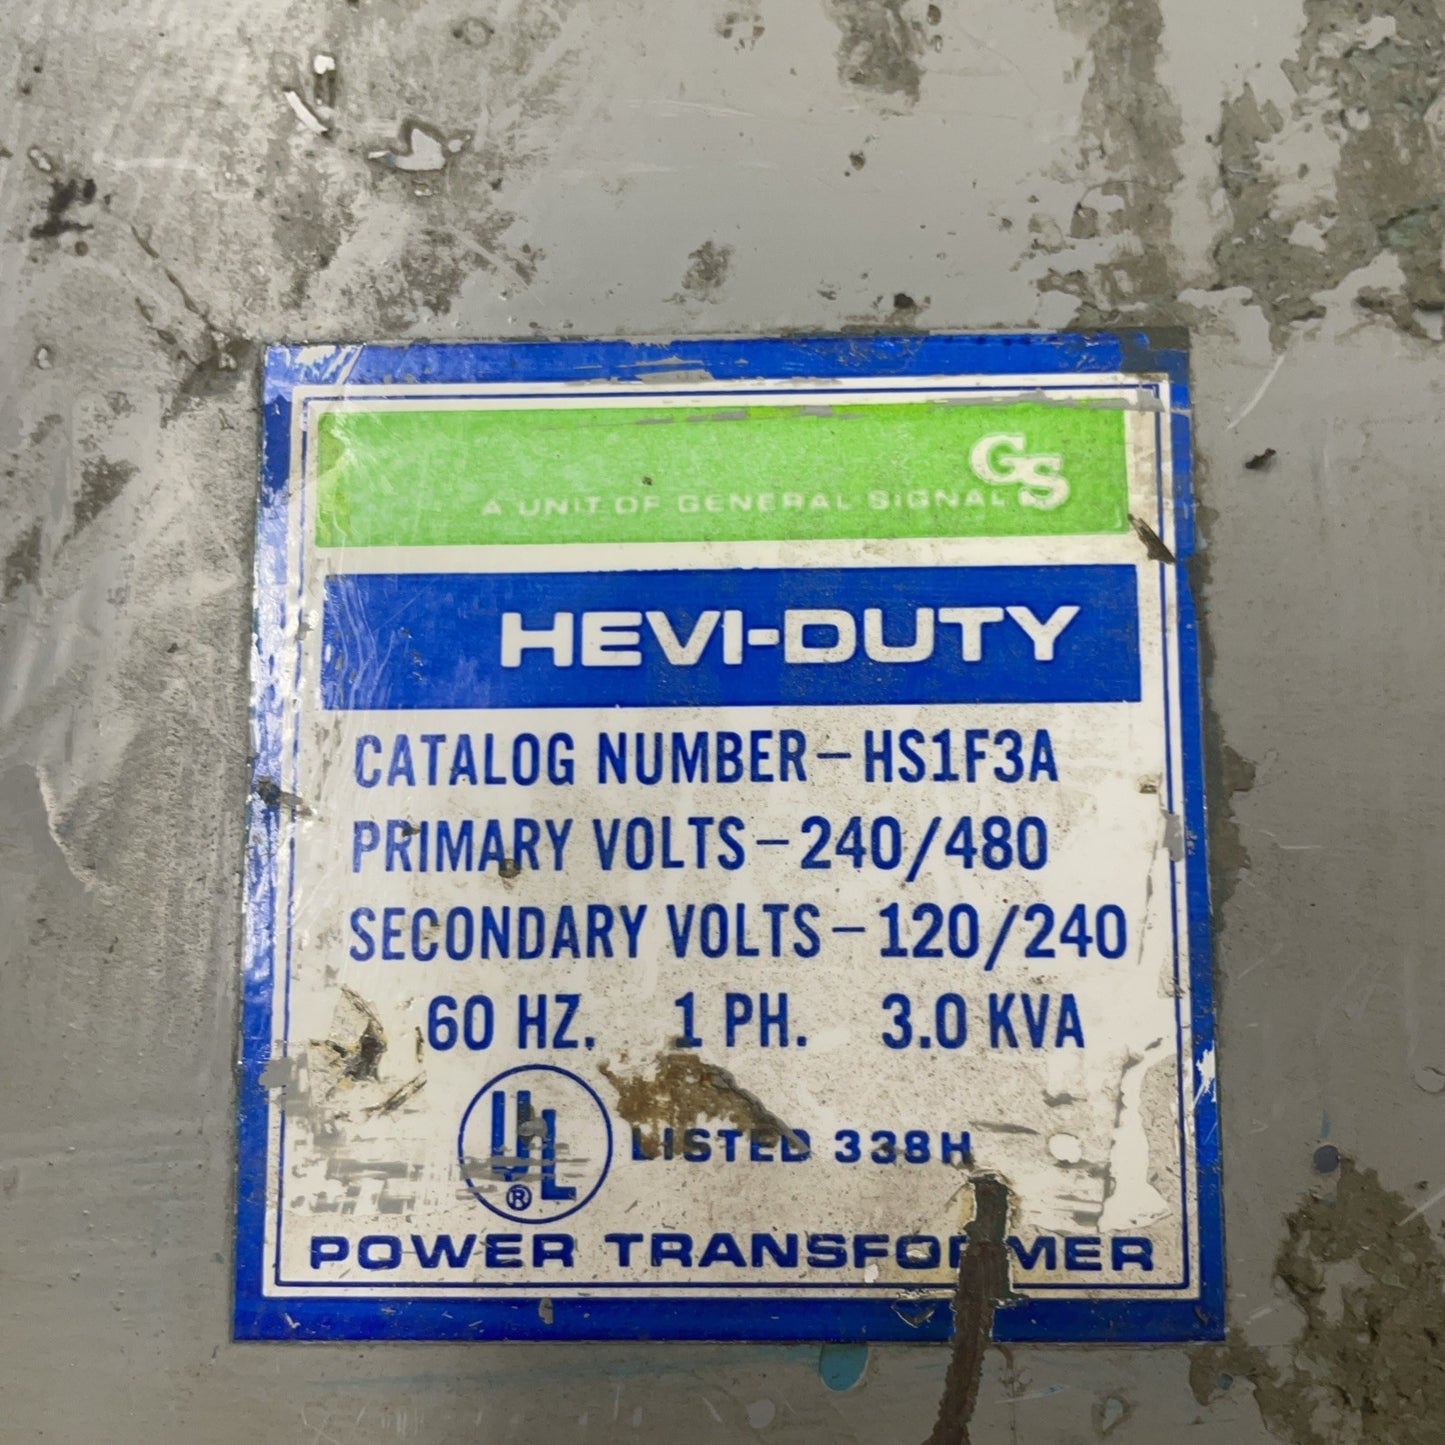 GS
A UNIT OF GENERAL SIGNAL
HEVI-DUTY
CATALOG NUMBER – HS1F3A
PRIMARY VOLTS – 240/480
SECONDARY VOLTS – 120/240
60 HZ. 1 PH. 3.0 KVA
UL ® LISTED 338H
POWER TRANSFORMER